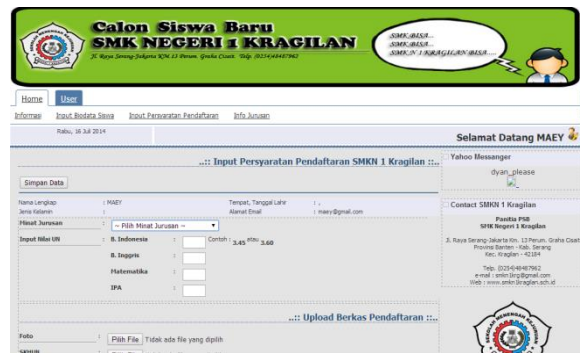 Calon Siswa Baru
SMK NEGERI 1 KRAGILAN
Jl. Raya Serang-Jakarta KM. 13 Perum. Graha Cisait. Telp. (0254)48487962
SMK BISA...
SMK BISA...
SMK N 1 KRAGILAN BISA....
Home User
Informasi Input Biodata Siswa Input Persyaratan Pendaftaran Info Jurusan
Rabu, 16 Juli 2014
Selamat Datang MAEY
..:: Input Persyaratan Pendaftaran SMKN 1 Kragilan ::..
Simpan Data
Nama Lengkap : MAEY Tempat, Tanggal Lahir : ,
Jenis Kelamin : Alamat Email : maey@gmail.com
Minat Jurusan : ~ Pilih Minat Jurusan ~
Input Nilai UN : B. Indonesia : Contoh : 3.45 atau 3.60
B. Inggris :
Matematika :
IPA :
..:: Upload Berkas Pendaftaran ::..
Foto : Pilih File Tidak ada file yang dipilih
SKHUN
Yahoo Messanger
dyan_please
Contact SMKN 1 Kragilan
Panitia PSB
SMK Negeri 1 Kragilan
Jl. Raya Serang-Jakarta Km. 13 Perum. Graha Cisait
Provinsi Banten - Kab. Serang
Kec. Kragilan - 42184
Telp. (0254)48487962
e-mail : smkn1krg@gmail.com
Web : www.smkn1kragilan.sch.id